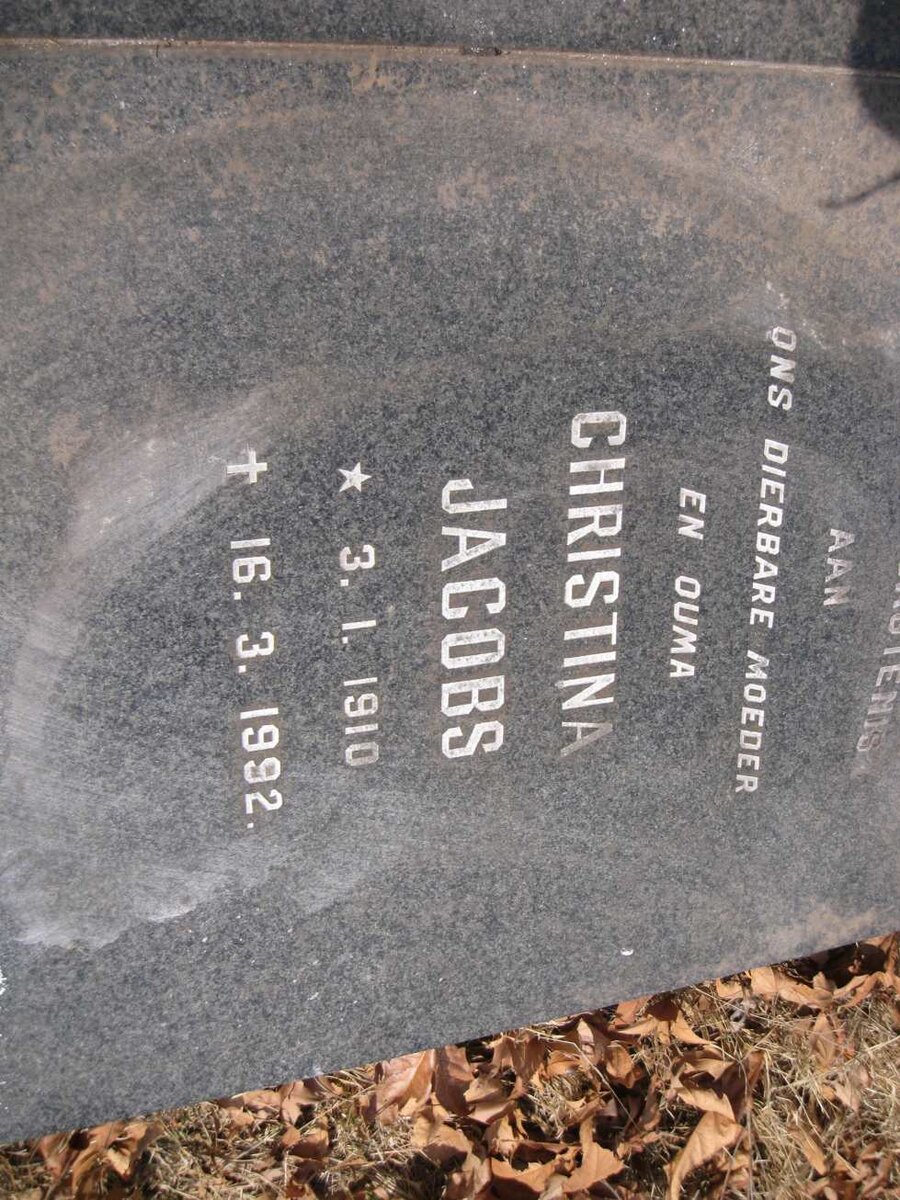 AAN
ONS DIERBARE MOEDER
EN OUMA
CHRISTINA
JACOBS
★ 3. 1. 1910
✝ 16. 3. 1992.